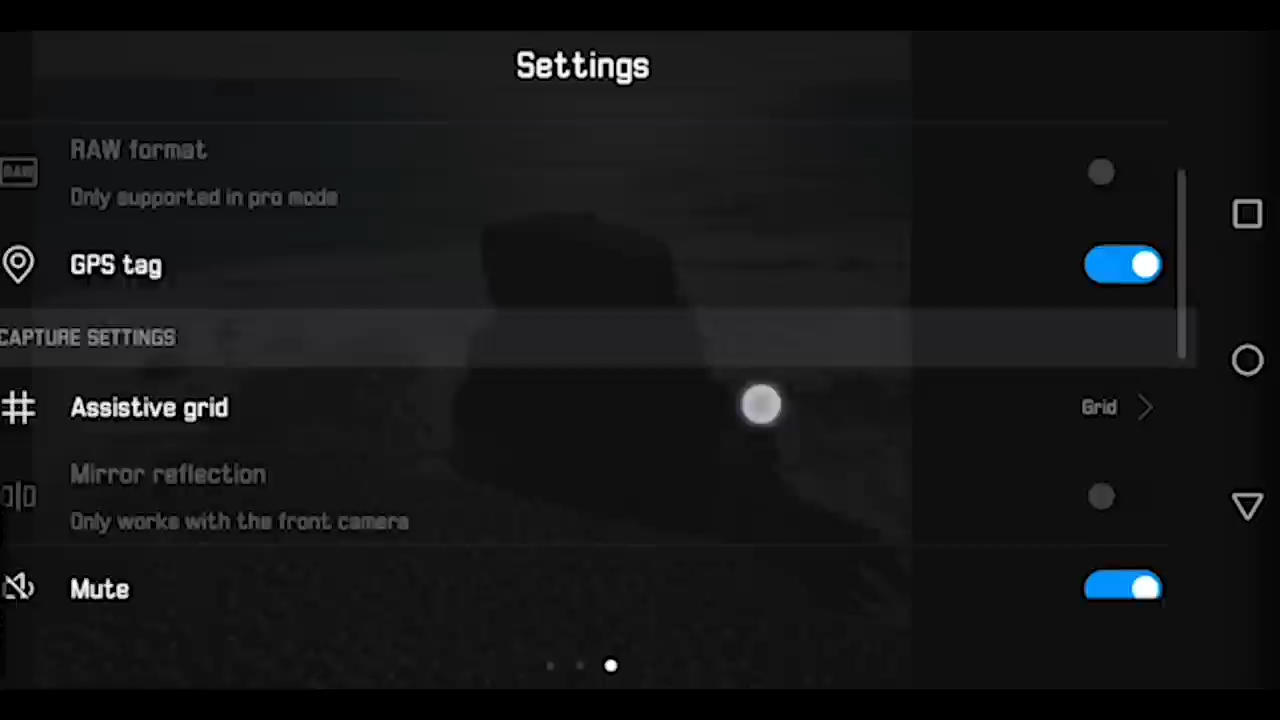 Settings
RAW
RAW format
Only supported in pro mode
GPS tag
CAPTURE SETTINGS
Assistive grid
Grid
Mirror reflection
Only works with the front camera
Mute